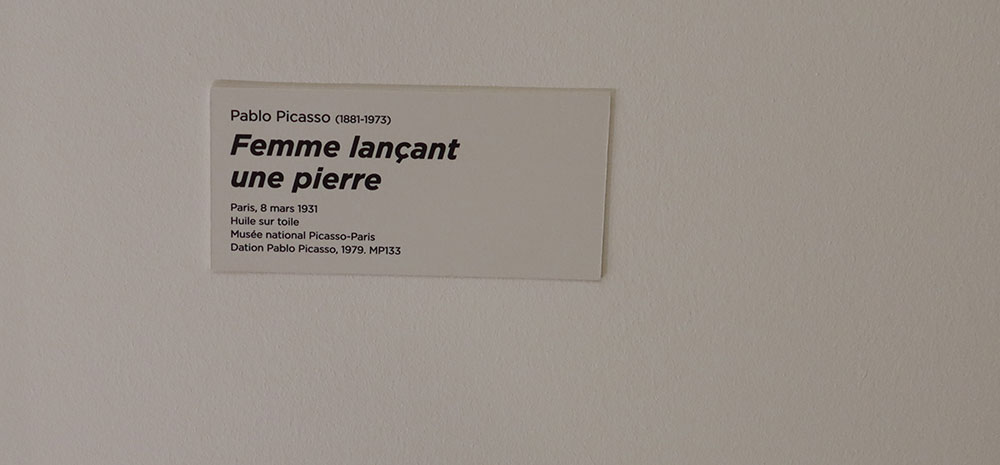 Pablo Picasso (1881-1973)
Femme lançant
une pierre
Paris, 8 mars 1931
Huile sur toile
Musée national Picasso-Paris
Dation Pablo Picasso, 1979. MP133